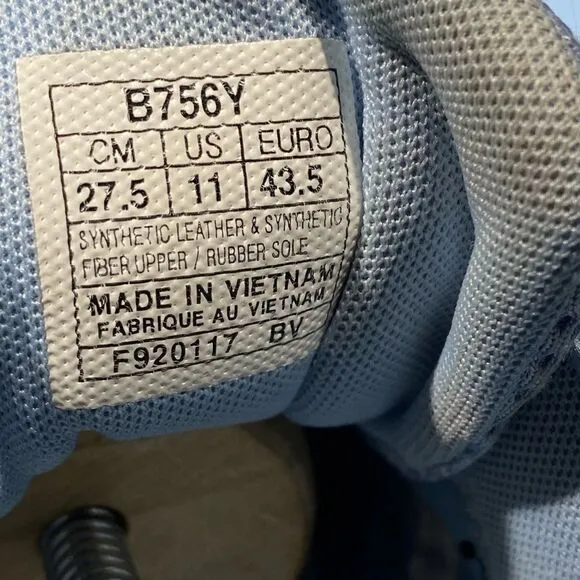 B756Y
CM US EURO
27.5 11 43.5
SYNTHETIC LEATHER & SYNTHETIC
FIBER UPPER / RUBBER SOLE
MADE IN VIETNAM
FABRIQUE AU VIETNAM
F920117 BV